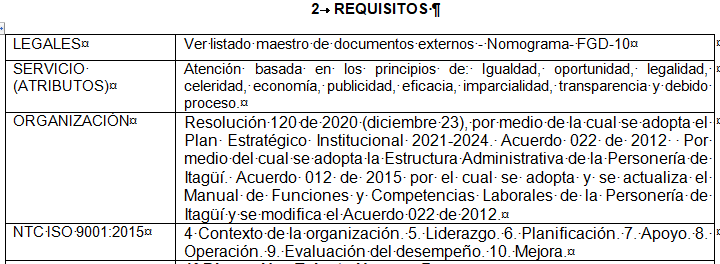 2 REQUISITOS
LEGALES
Ver listado maestro de documentos externos - Nomograma- FGD-10
SERVICIO
(ATRIBUTOS)
Atención basada en los principios de: Igualdad, oportunidad, legalidad,
celeridad, economía, publicidad, eficacia, imparcialidad, transparencia y debido
proceso.
ORGANIZACIÓN
Resolución 120 de 2020 (diciembre 23), por medio de la cual se adopta el
Plan Estratégico Institucional 2021-2024. Acuerdo 022 de 2012 Por
medio del cual se adopta la Estructura Administrativa de la Personería de
Itagüí. Acuerdo 012 de 2015 por el cual se adopta y se actualiza el
Manual de Funciones y Competencias Laborales de la Personería de
Itagüí y se modifica el Acuerdo 022 de 2012.
NTC ISO 9001:2015
4 Contexto de la organización. 5. Liderazgo. 6. Planificación. 7. Apoyo. 8.
Operación. 9. Evaluación del desempeño. 10. Mejora.